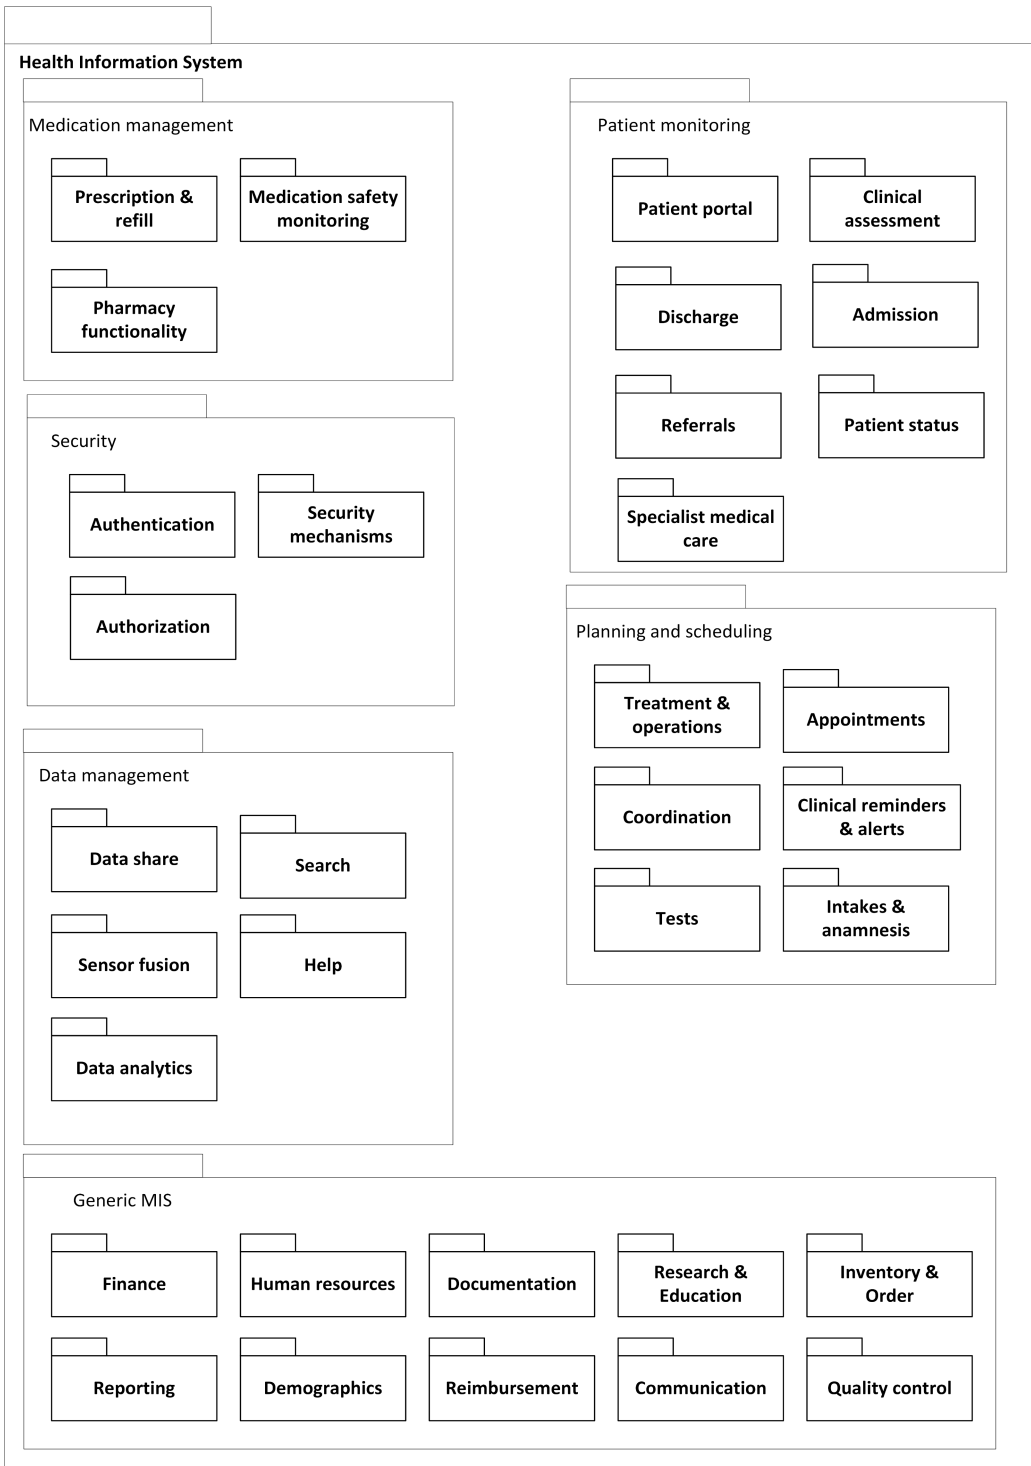 Health Information System
Medication management
Prescription &
refill
Medication safety
monitoring
Pharmacy
functionality
Security
Authentication
Security
mechanisms
Authorization
Data management
Data share
Search
Sensor fusion
Help
Data analytics
Patient monitoring
Patient portal
Clinical
assessment
Discharge
Admission
Referrals
Patient status
Specialist medical
care
Planning and scheduling
Treatment &
operations
Appointments
Coordination
Clinical reminders
& alerts
Tests
Intakes &
anamnesis
Generic MIS
Finance
Human resources
Documentation
Research &
Education
Inventory &
Order
Reporting
Demographics
Reimbursement
Communication
Quality control